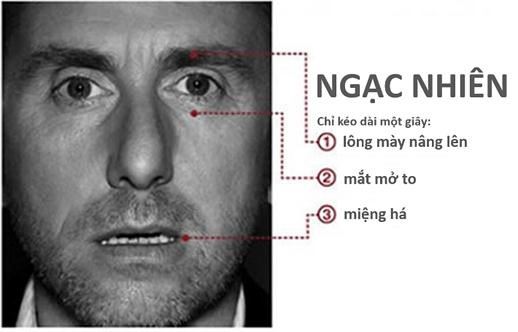 NGẠC NHIÊN
Chỉ kéo dài một giây:
1 lông mày nâng lên
2 mắt mở to
3 miệng há